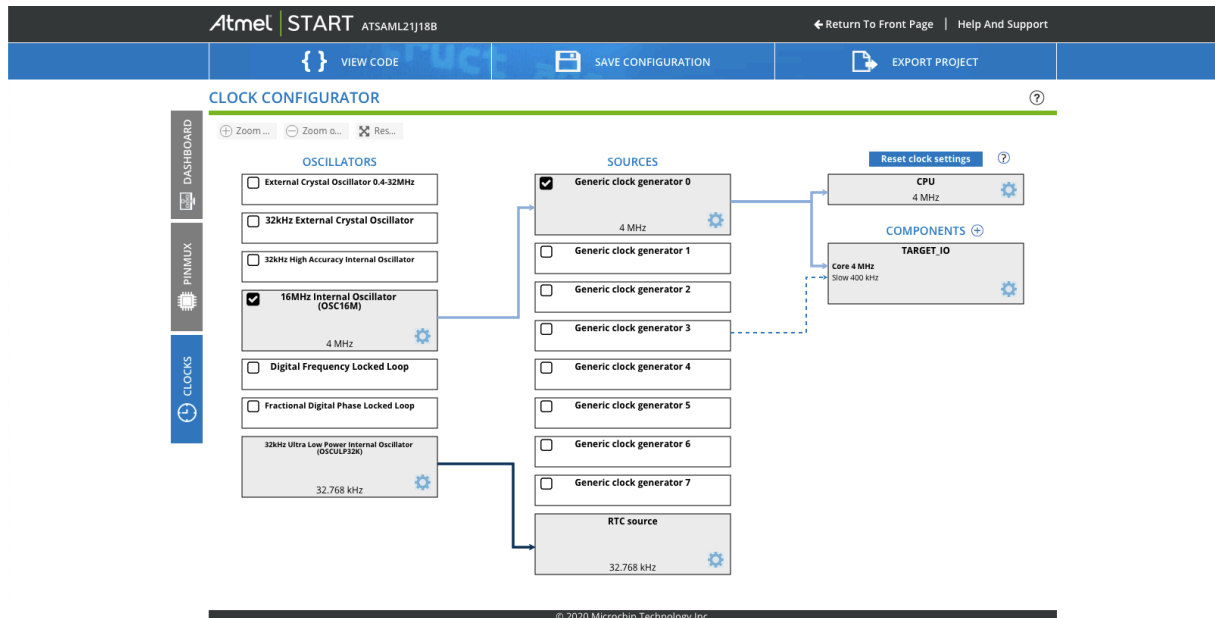 Atmel START ATSAML21J18B
Return To Front Page | Help And Support
{ } VIEW CODE
SAVE CONFIGURATION
EXPORT PROJECT
CLOCK CONFIGURATOR
?
DASHBOARD
PINMUX
CLOCKS
Zoom ...
Zoom o...
Res...
OSCILLATORS
External Crystal Oscillator 0.4-32MHz
32kHz External Crystal Oscillator
32kHz High Accuracy Internal Oscillator
16MHz Internal Oscillator
(OSC16M)
4 MHz
Digital Frequency Locked Loop
Fractional Digital Phase Locked Loop
32kHz Ultra Low Power Internal Oscillator
(OSCULP32K)
32.768 kHz
SOURCES
Generic clock generator 0
4 MHz
Generic clock generator 1
Generic clock generator 2
Generic clock generator 3
Generic clock generator 4
Generic clock generator 5
Generic clock generator 6
Generic clock generator 7
RTC source
32.768 kHz
Reset clock settings
?
CPU
4 MHz
COMPONENTS
TARGET_IO
Core 4 MHz
Slow 400 kHz
© 2020 Microchip Technology Inc.